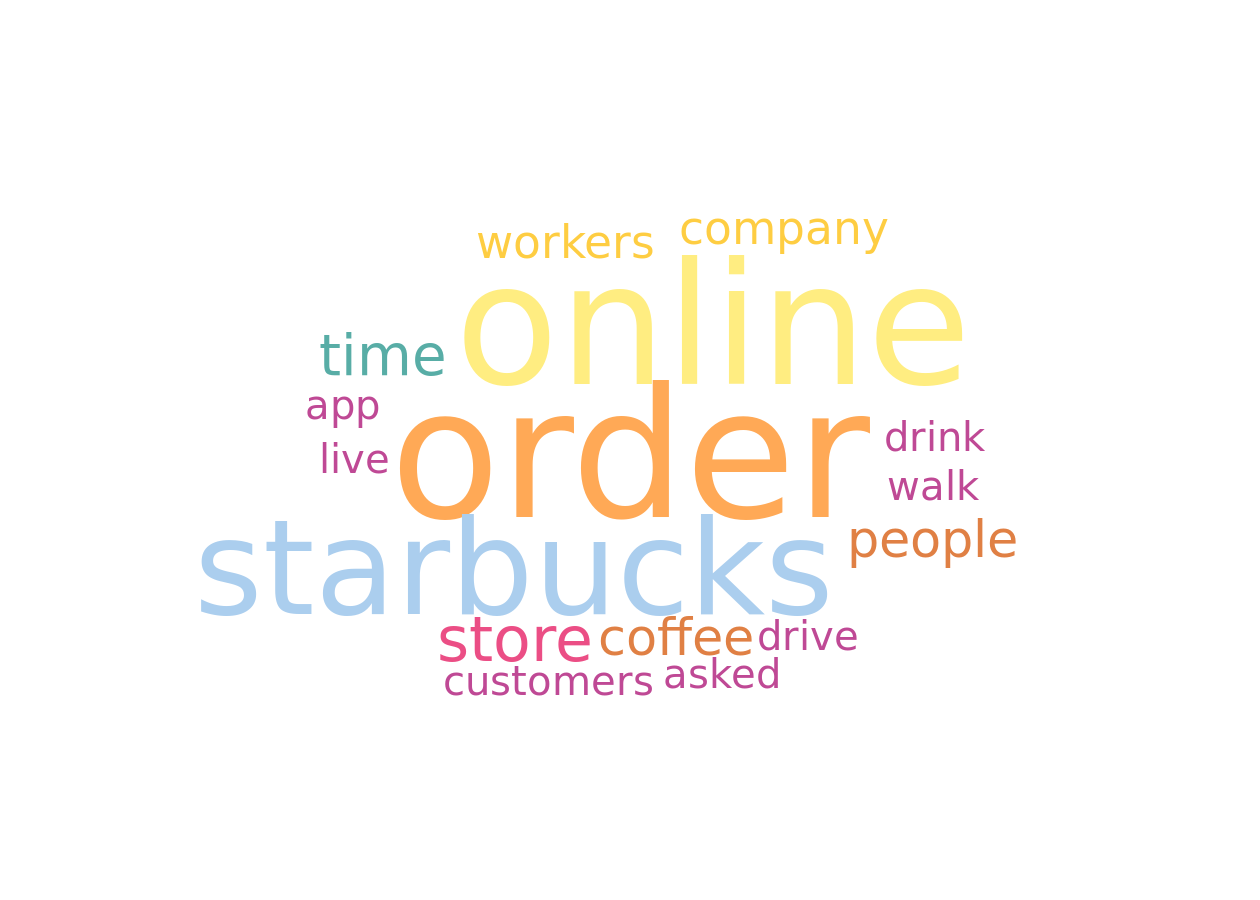 workers company
online
time
app
order
drink
live
walk
starbucks
people
store coffee drive
customers asked